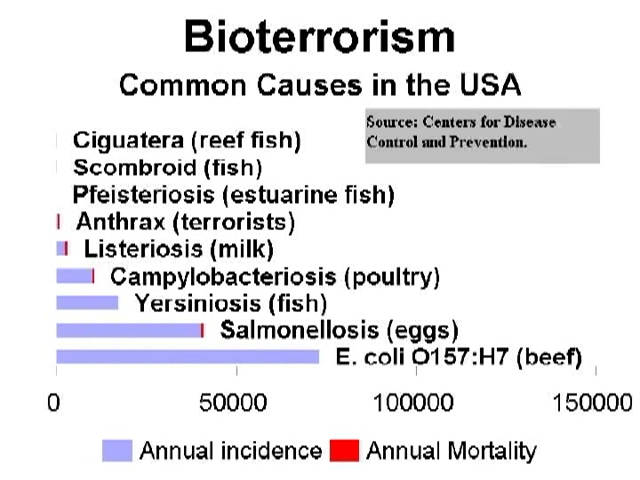 Bioterrorism
Common Causes in the USA
Source: Centers for Disease
Control and Prevention.
Ciguatera (reef fish)
Scombroid (fish)
Pfeisteriosis (estuarine fish)
Anthrax (terrorists)
Listeriosis (milk)
Campylobacteriosis (poultry)
Yersiniosis (fish)
Salmonellosis (eggs)
E. coli O157:H7 (beef)
0 50000 100000 150000
Annual incidence Annual Mortality